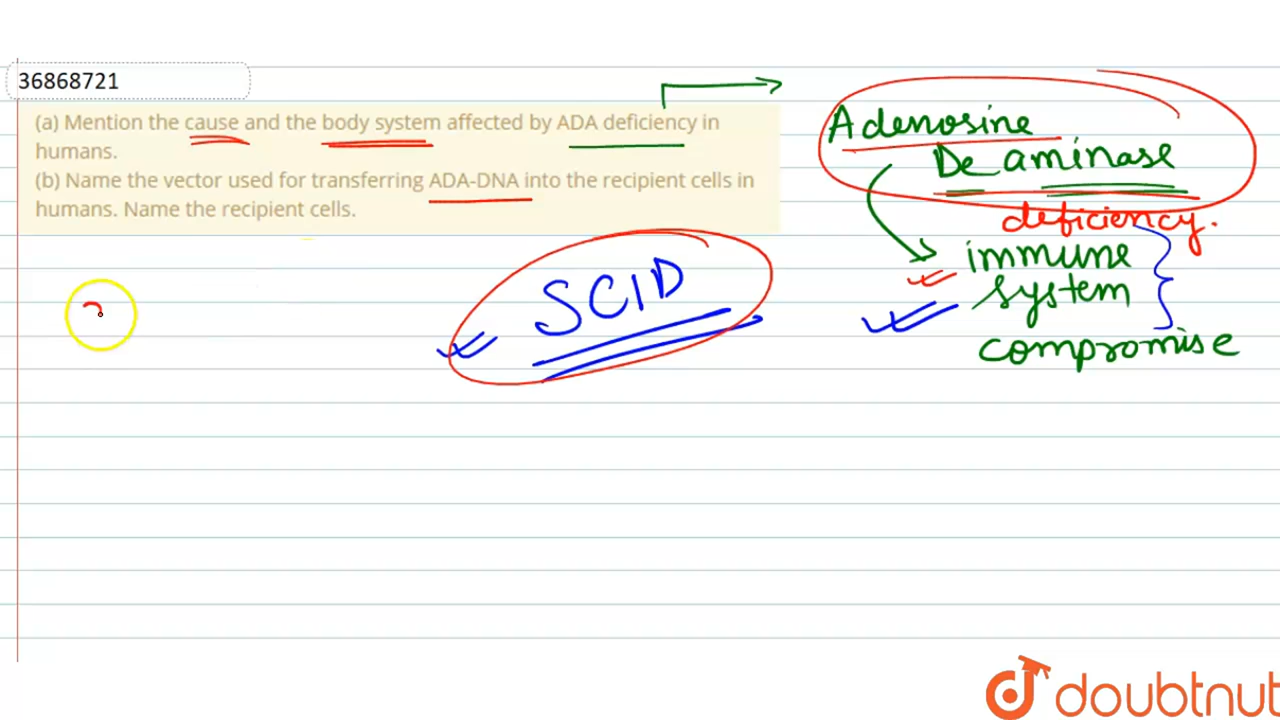 36868721
(a) Mention the cause and the body system affected by ADA deficiency in
humans.
(b) Name the vector used for transferring ADA-DNA into the recipient cells in
humans. Name the recipient cells.
Adenosine
De aminase
deficiency.
immune
system
compromise
SCID
doubtnut